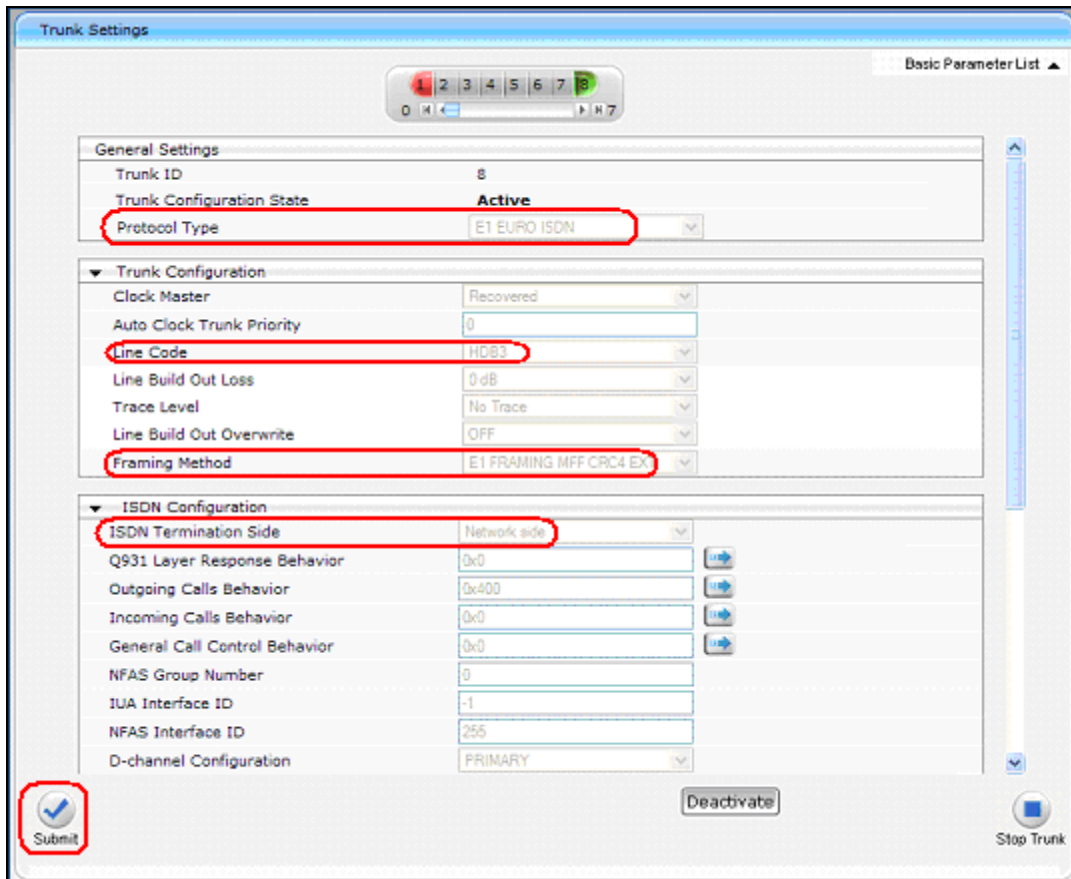 Trunk Settings
Basic Parameter List
1 2 3 4 5 6 7 8
0 7
General Settings
Trunk ID 8
Trunk Configuration State Active
Protocol Type E1 EURO ISDN
Trunk Configuration
Clock Master Recovered
Auto Clock Trunk Priority 0
Line Code HDB3
Line Build Out Loss 0 dB
Trace Level No Trace
Line Build Out Overwrite OFF
Framing Method E1 FRAMING MFF CRC4 EX
ISDN Configuration
ISDN Termination Side Network side
Q931 Layer Response Behavior 0x0
Outgoing Calls Behavior 0x400
Incoming Calls Behavior 0x0
General Call Control Behavior 0x0
NFAS Group Number 0
IUA Interface ID -1
NFAS Interface ID 255
D-channel Configuration PRIMARY
Deactivate
Submit
Stop Trunk